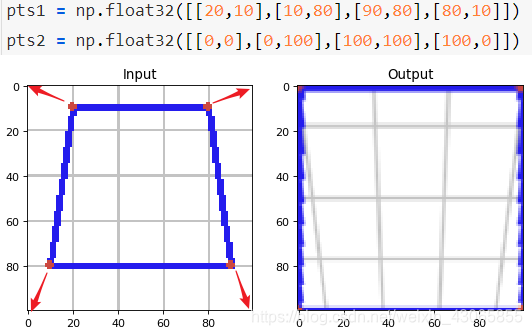 pts1 = np.float32([[20,10],[10,80],[90,80],[80,10]])
pts2 = np.float32([[0,0],[0,100],[100,100],[100,0]])
Input Output
0 0
20 20
40 40
60 60
80 80
0 20 40 60 80 0 20 40 60 80